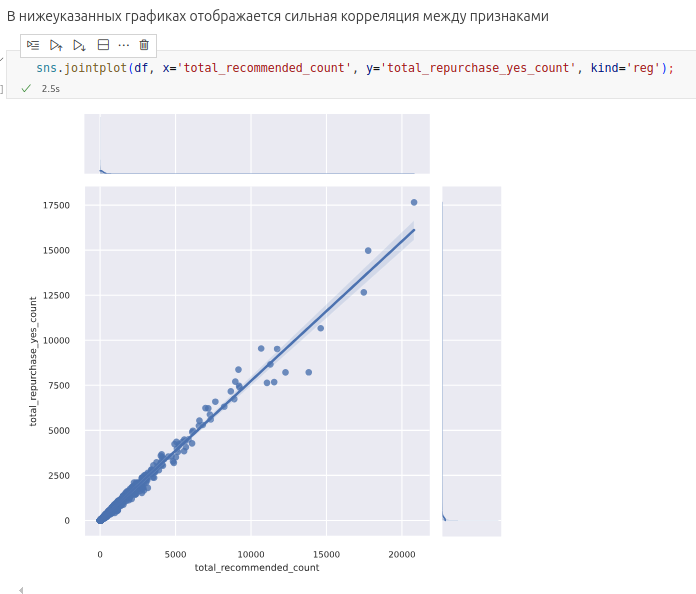 В нижеуказанных графиках отображается сильная корреляция между признаками
sns.jointplot(df, x='total_recommended_count', y='total_repurchase_yes_count', kind='reg');
2.5s
17500
15000
12500
10000
7500
5000
2500
0
total_repurchase_yes_count
0 5000 10000 15000 20000
total_recommended_count